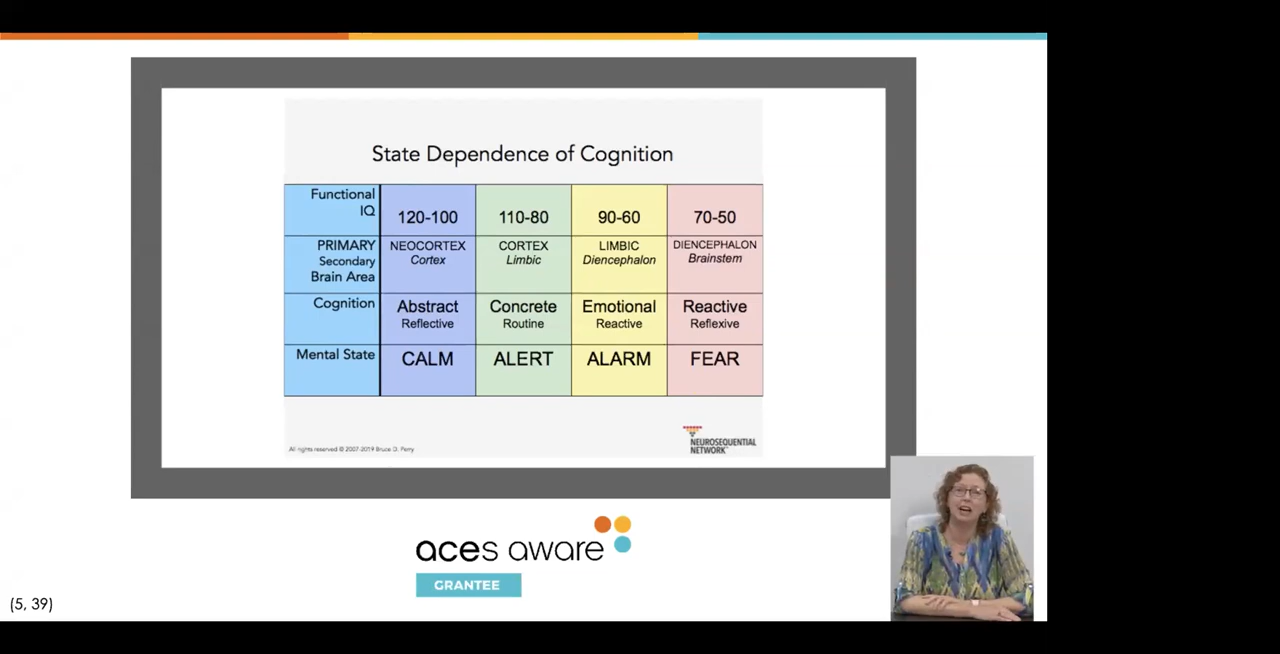 State Dependence of Cognition
Functional
IQ
120-100
110-80
90-60
70-50
PRIMARY
Secondary
Brain Area
NEOCORTEX
Cortex
CORTEX
Limbic
LIMBIC
Diencephalon
DIENCEPHALON
Brainstem
Cognition
Abstract
Reflective
Concrete
Routine
Emotional
Reactive
Reactive
Reflexive
Mental State
CALM
ALERT
ALARM
FEAR
All rights reserved © 2007-2019 Bruce D. Perry
NEUROSEQUENTIAL
NETWORK™
aces aware
GRANTEE
(5, 39)